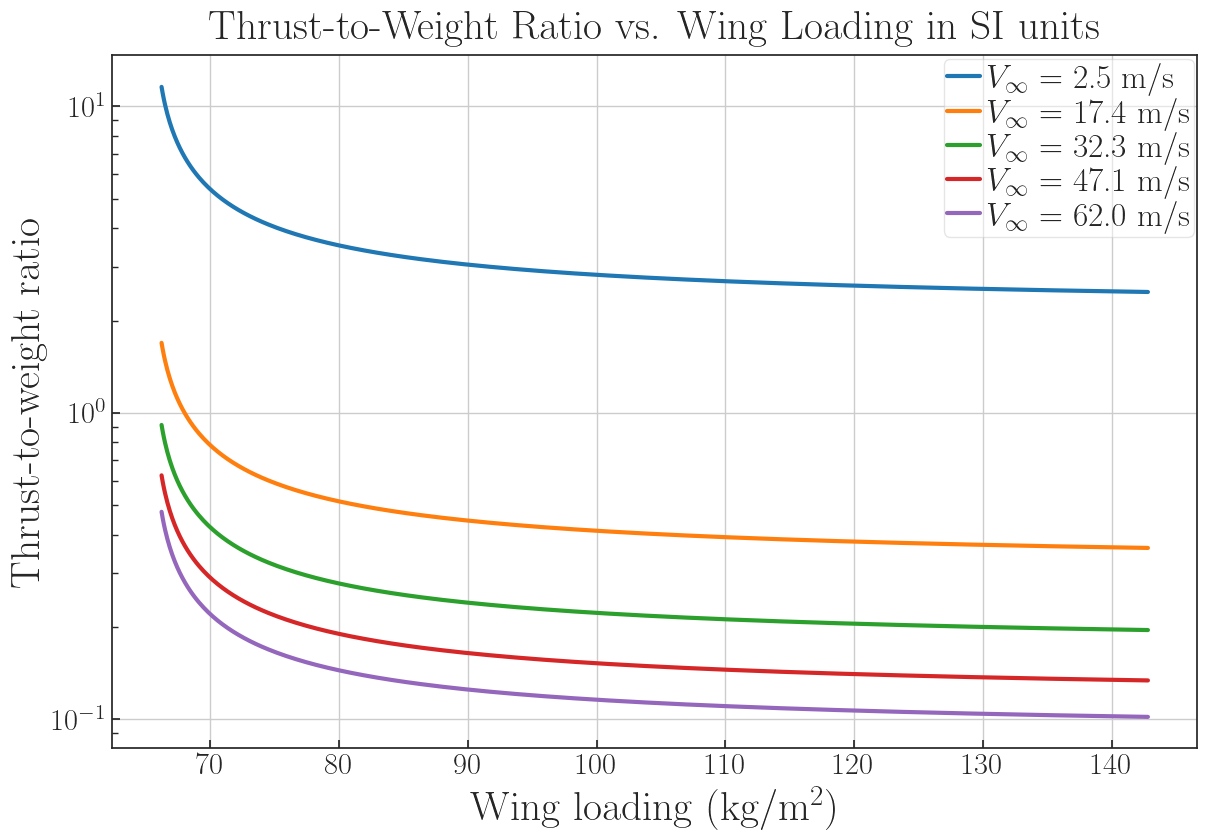 Thrust-to-Weight Ratio vs. Wing Loading in SI units
Thrust-to-weight ratio
10¹
10⁰
10⁻¹
V∞ = 2.5 m/s
V∞ = 17.4 m/s
V∞ = 32.3 m/s
V∞ = 47.1 m/s
V∞ = 62.0 m/s
70 80 90 100 110 120 130 140
Wing loading (kg/m²)